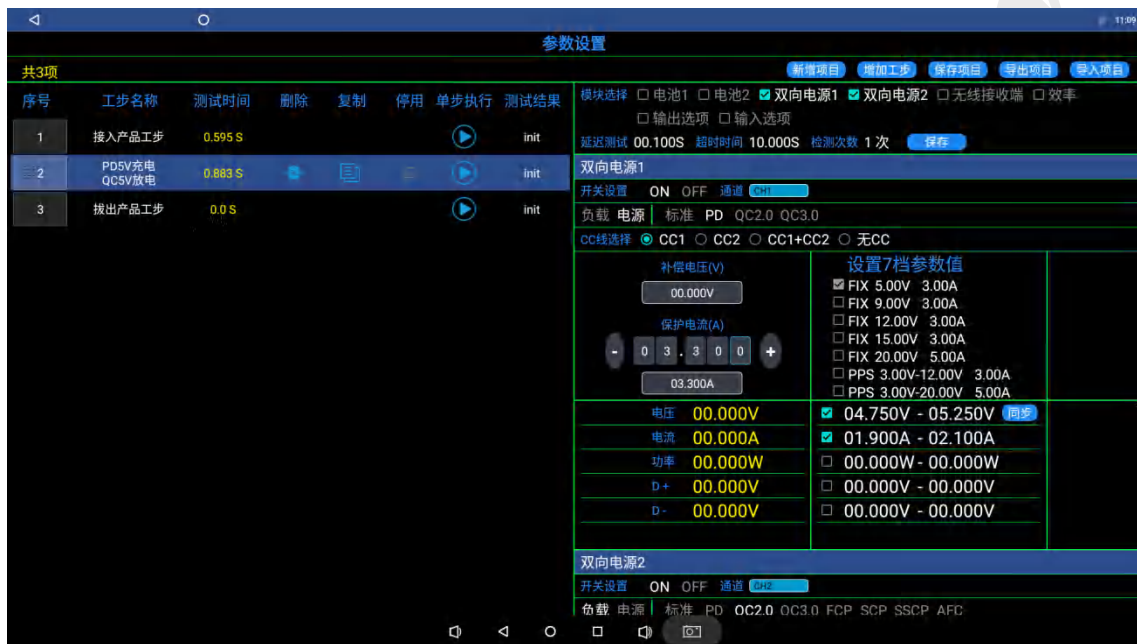 11:09
参数设置
共3项
新增项目 增加工步 保存项目 导出项目 导入项目
序号 工步名称 测试时间 删除 复制 停用 单步执行 测试结果
1 接入产品工步 0.595 S init
2 PD5V充电 QC5V放电 0.883 S init
3 拔出产品工步 0.0 S init
模块选择 电池1 电池2 双向电源1 双向电源2 无线接收端 效率
输出选项 输入选项
延迟测试 00.100S 超时时间 10.000S 检测次数 1 次 保存
双向电源1
开关设置 ON OFF 通道 CH1
负载 电源 标准 PD QC2.0 QC3.0
CC线选择 CC1 CC2 CC1+CC2 无CC
补偿电压(V)
00.000V
保护电流(A)
- 0 3 . 3 0 0 +
03.300A
设置7档参数值
FIX 5.00V 3.00A
FIX 9.00V 3.00A
FIX 12.00V 3.00A
FIX 15.00V 3.00A
FIX 20.00V 5.00A
PPS 3.00V-12.00V 3.00A
PPS 3.00V-20.00V 5.00A
电压 00.000V 04.750V - 05.250V 同步
电流 00.000A 01.900A - 02.100A
功率 00.000W 00.000W - 00.000W
D+ 00.000V 00.000V - 00.000V
D- 00.000V 00.000V - 00.000V
双向电源2
开关设置 ON OFF 通道 CH2
负载 电源 标准 PD QC2.0 QC3.0 FCP SCP SSCP AFC